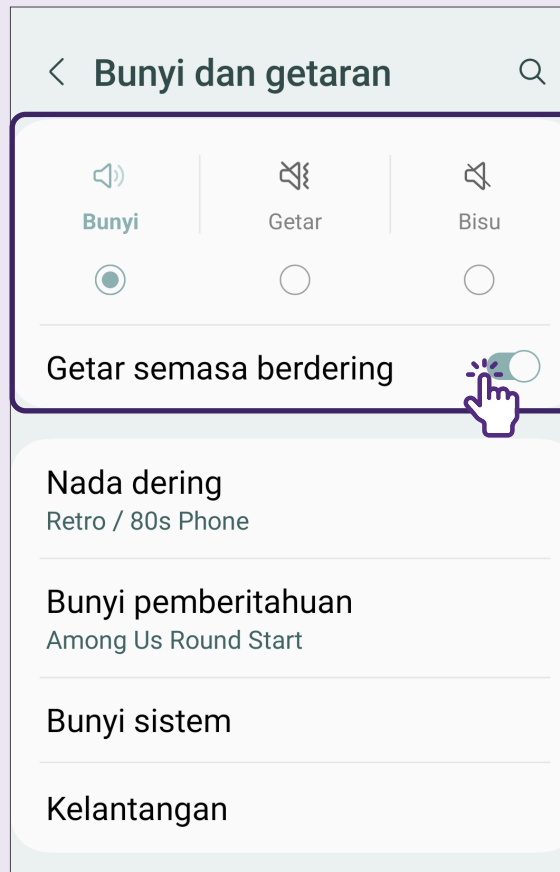 Bunyi dan getaran
Bunyi
Getar
Bisu
Getar semasa berdering
Nada dering
Retro / 80s Phone
Bunyi pemberitahuan
Among Us Round Start
Bunyi sistem
Kelantangan